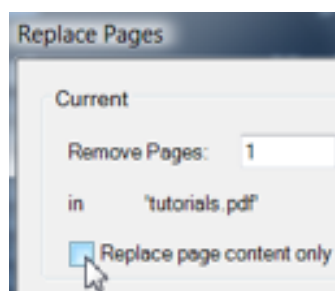 Replace Pages
Current
Remove Pages: 1
in "tutorials.pdf"
Replace page content only